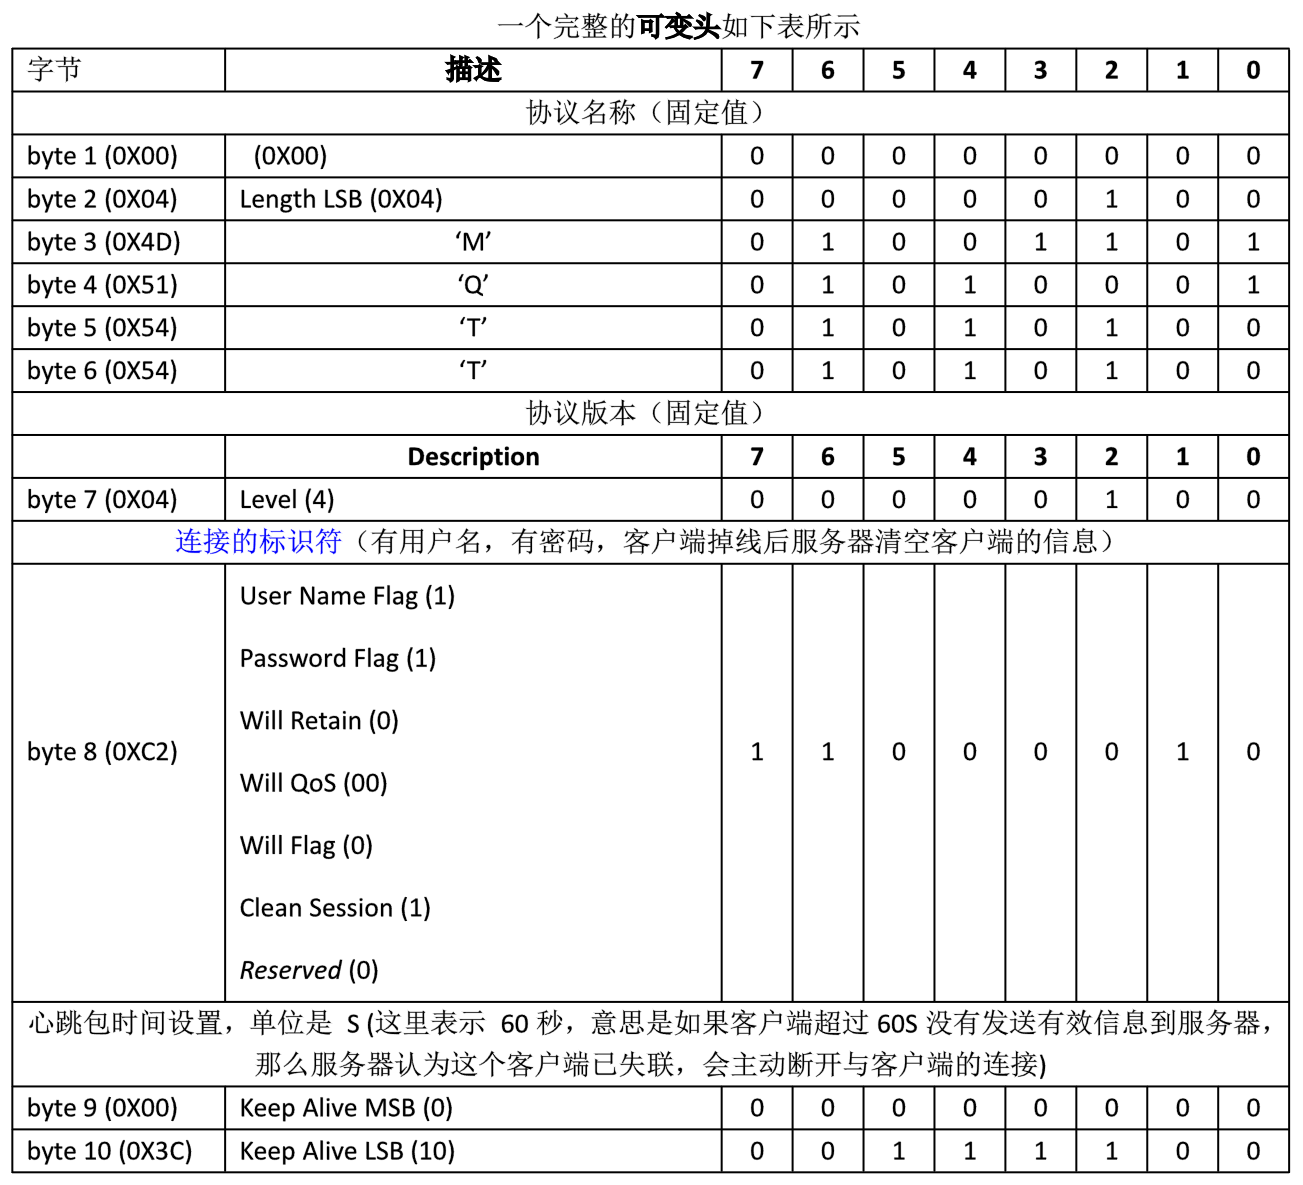 一个完整的可变头如下表所示
字节 描述 7 6 5 4 3 2 1 0
协议名称（固定值）
byte 1 (0X00) (0X00) 0 0 0 0 0 0 0 0
byte 2 (0X04) Length LSB (0X04) 0 0 0 0 0 1 0 0
byte 3 (0X4D) ‘M’ 0 1 0 0 1 1 0 1
byte 4 (0X51) ‘Q’ 0 1 0 1 0 0 0 1
byte 5 (0X54) ‘T’ 0 1 0 1 0 1 0 0
byte 6 (0X54) ‘T’ 0 1 0 1 0 1 0 0
协议版本（固定值）
Description 7 6 5 4 3 2 1 0
byte 7 (0X04) Level (4) 0 0 0 0 0 1 0 0
连接的标识符（有用户名，有密码，客户端掉线后服务器清空客户端的信息）
User Name Flag (1)
Password Flag (1)
Will Retain (0)
byte 8 (0XC2) 1 1 0 0 0 0 1 0
Will QoS (00)
Will Flag (0)
Clean Session (1)
Reserved (0)
心跳包时间设置，单位是 S (这里表示 60 秒，意思是如果客户端超过 60S 没有发送有效信息到服务器，
那么服务器认为这个客户端已失联，会主动断开与客户端的连接)
byte 9 (0X00) Keep Alive MSB (0) 0 0 0 0 0 0 0 0
byte 10 (0X3C) Keep Alive LSB (10) 0 0 1 1 1 1 0 0